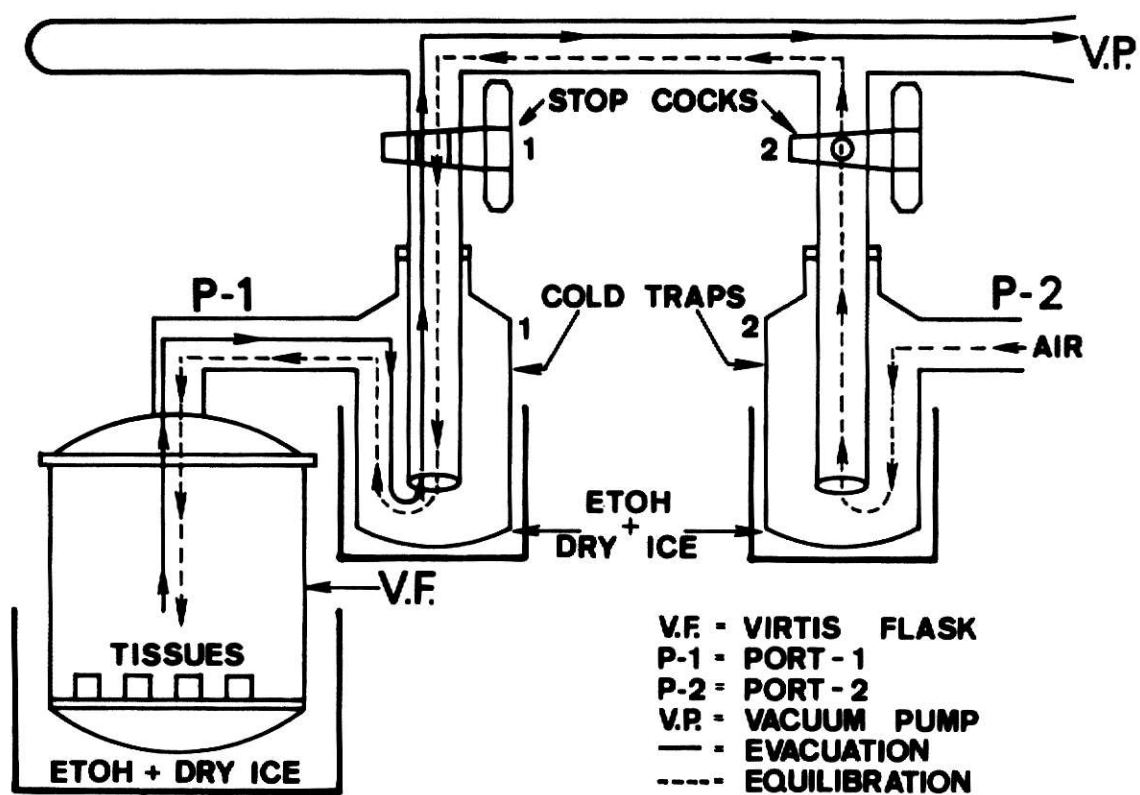 V.P.
STOP COCKS
1
2
P-1
COLD TRAPS
P-2
1
2
AIR
ETOH
+
DRY ICE
V.F.
TISSUES
ETOH + DRY ICE
V.F. = VIRTIS FLASK
P-1 = PORT-1
P-2 = PORT-2
V.P. = VACUUM PUMP
— = EVACUATION
---- = EQUILIBRATION